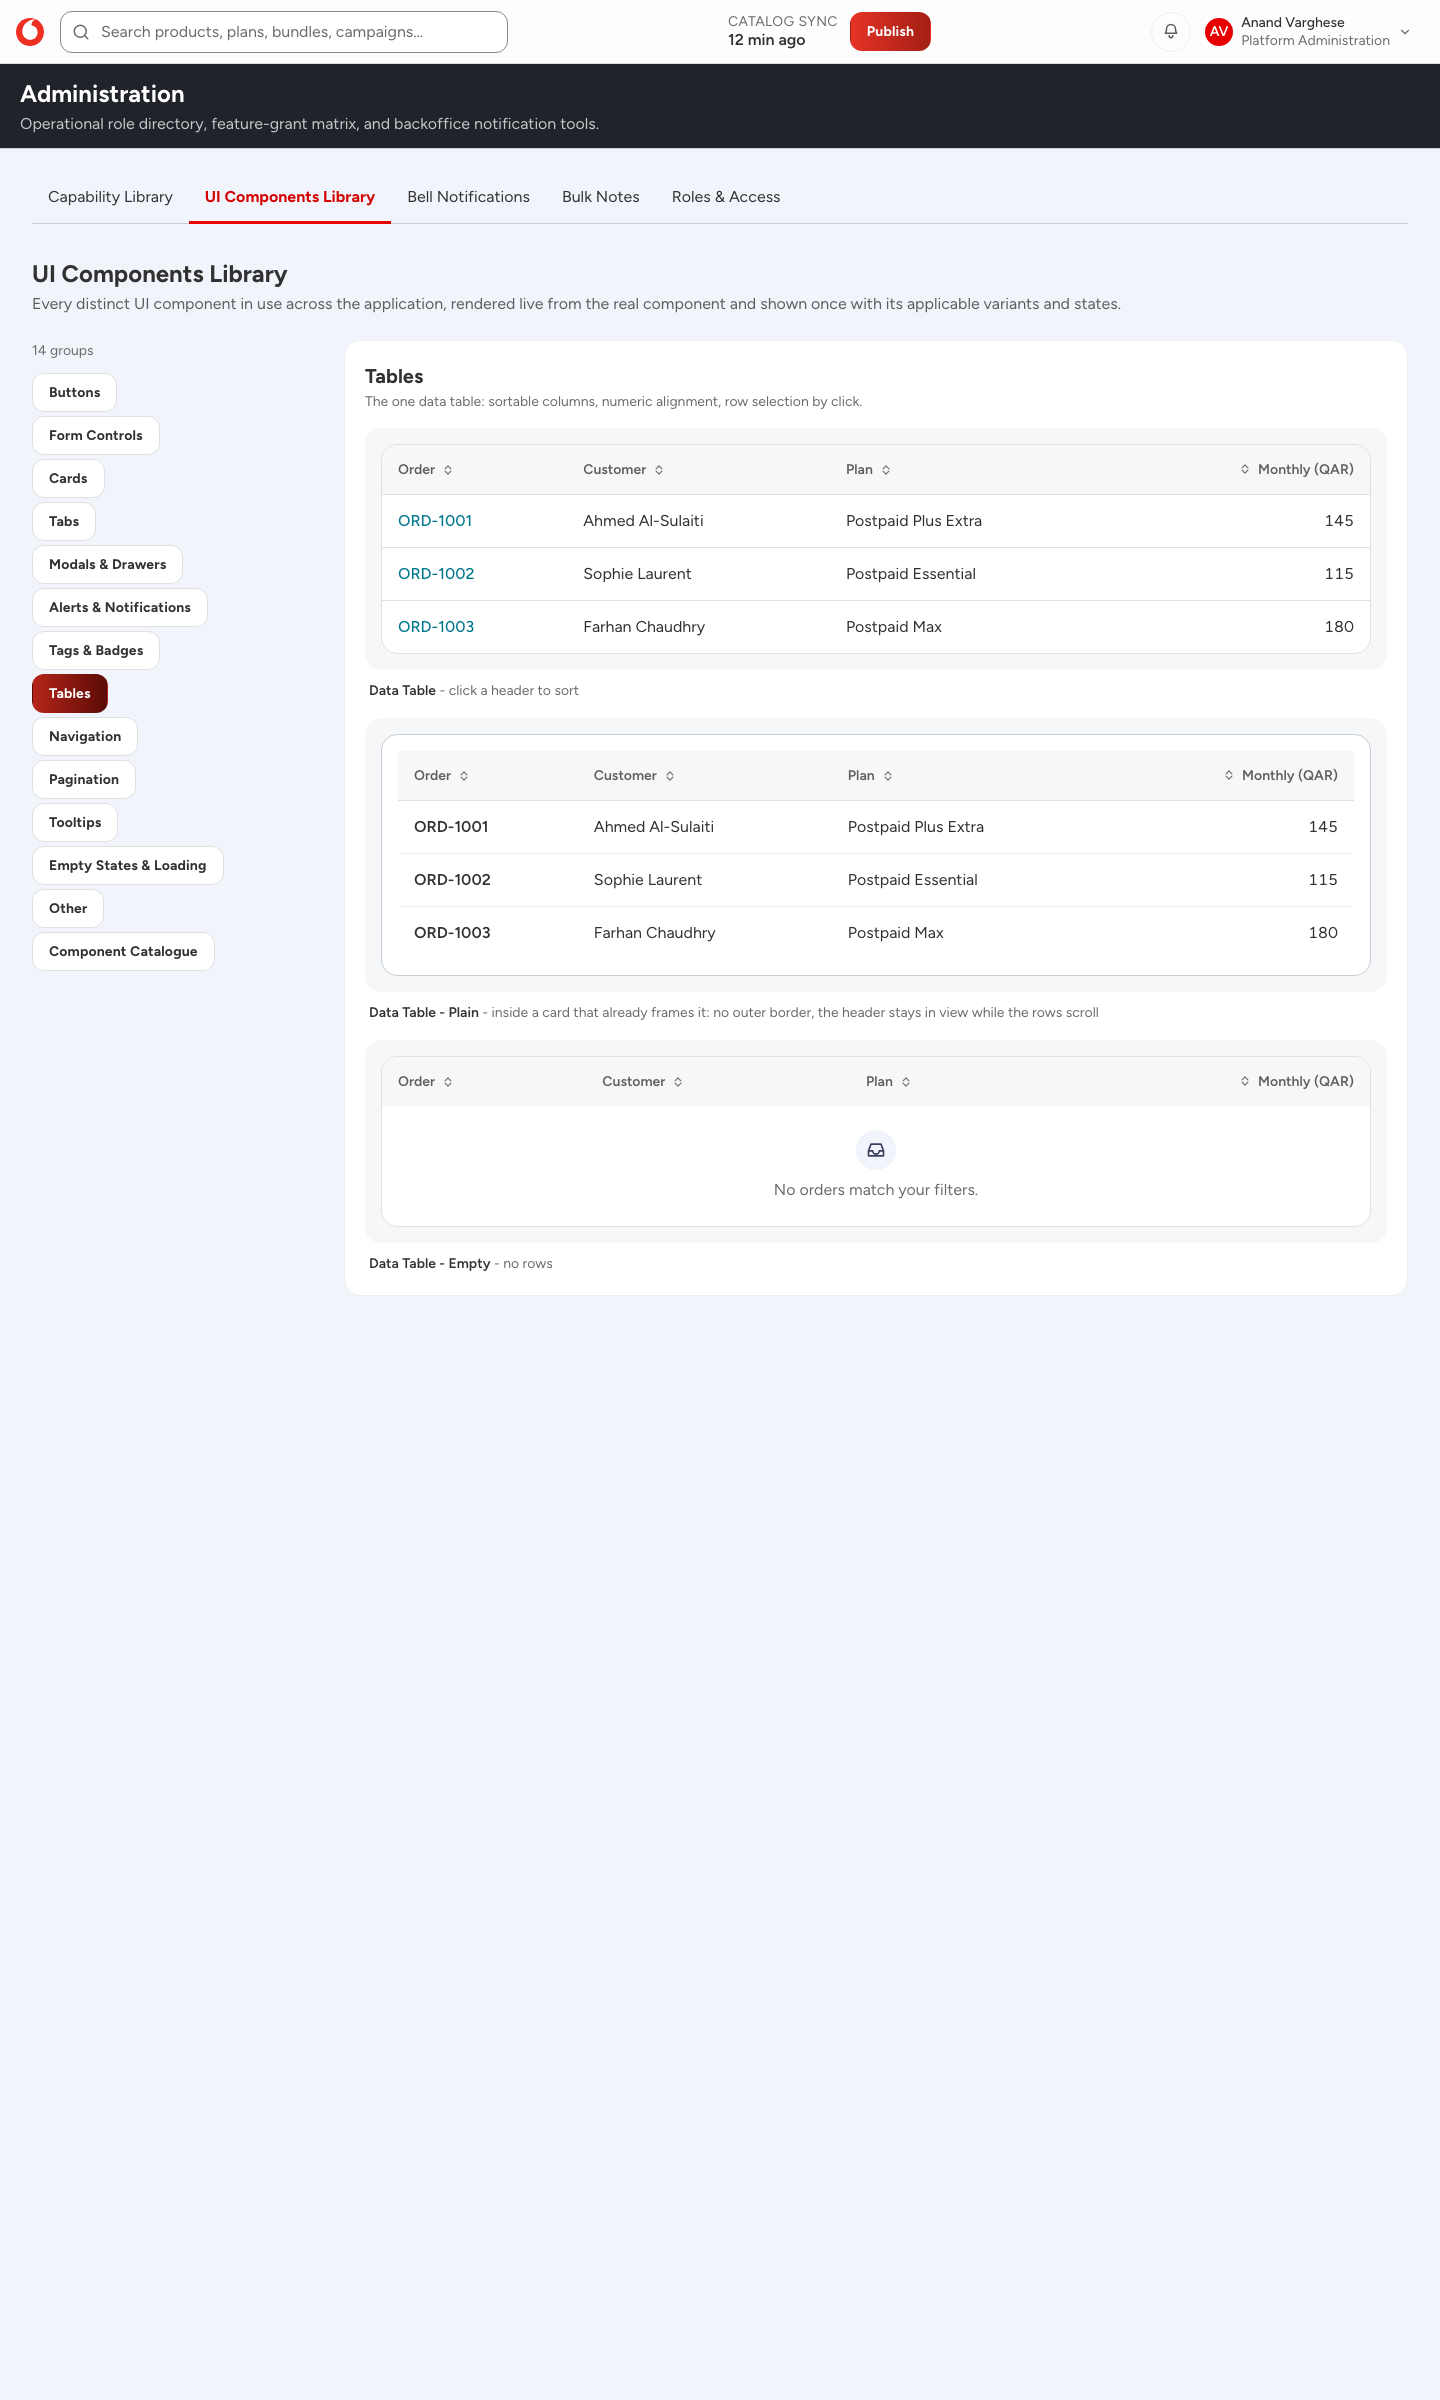 Search products, plans, bundles, campaigns...
CATALOG SYNC
12 min ago
Publish
AV
Anand Varghese
Platform Administration
Administration
Operational role directory, feature-grant matrix, and backoffice notification tools.
Capability Library
UI Components Library
Bell Notifications
Bulk Notes
Roles & Access
UI Components Library
Every distinct UI component in use across the application, rendered live from the real component and shown once with its applicable variants and states.
14 groups
Buttons
Form Controls
Cards
Tabs
Modals & Drawers
Alerts & Notifications
Tags & Badges
Tables
Navigation
Pagination
Tooltips
Empty States & Loading
Other
Component Catalogue
Tables
The one data table: sortable columns, numeric alignment, row selection by click.
Order Customer Plan Monthly (QAR)
ORD-1001 Ahmed Al-Sulaiti Postpaid Plus Extra 145
ORD-1002 Sophie Laurent Postpaid Essential 115
ORD-1003 Farhan Chaudhry Postpaid Max 180
Data Table - click a header to sort
Order Customer Plan Monthly (QAR)
ORD-1001 Ahmed Al-Sulaiti Postpaid Plus Extra 145
ORD-1002 Sophie Laurent Postpaid Essential 115
ORD-1003 Farhan Chaudhry Postpaid Max 180
Data Table - Plain - inside a card that already frames it: no outer border, the header stays in view while the rows scroll
Order Customer Plan Monthly (QAR)
No orders match your filters.
Data Table - Empty - no rows